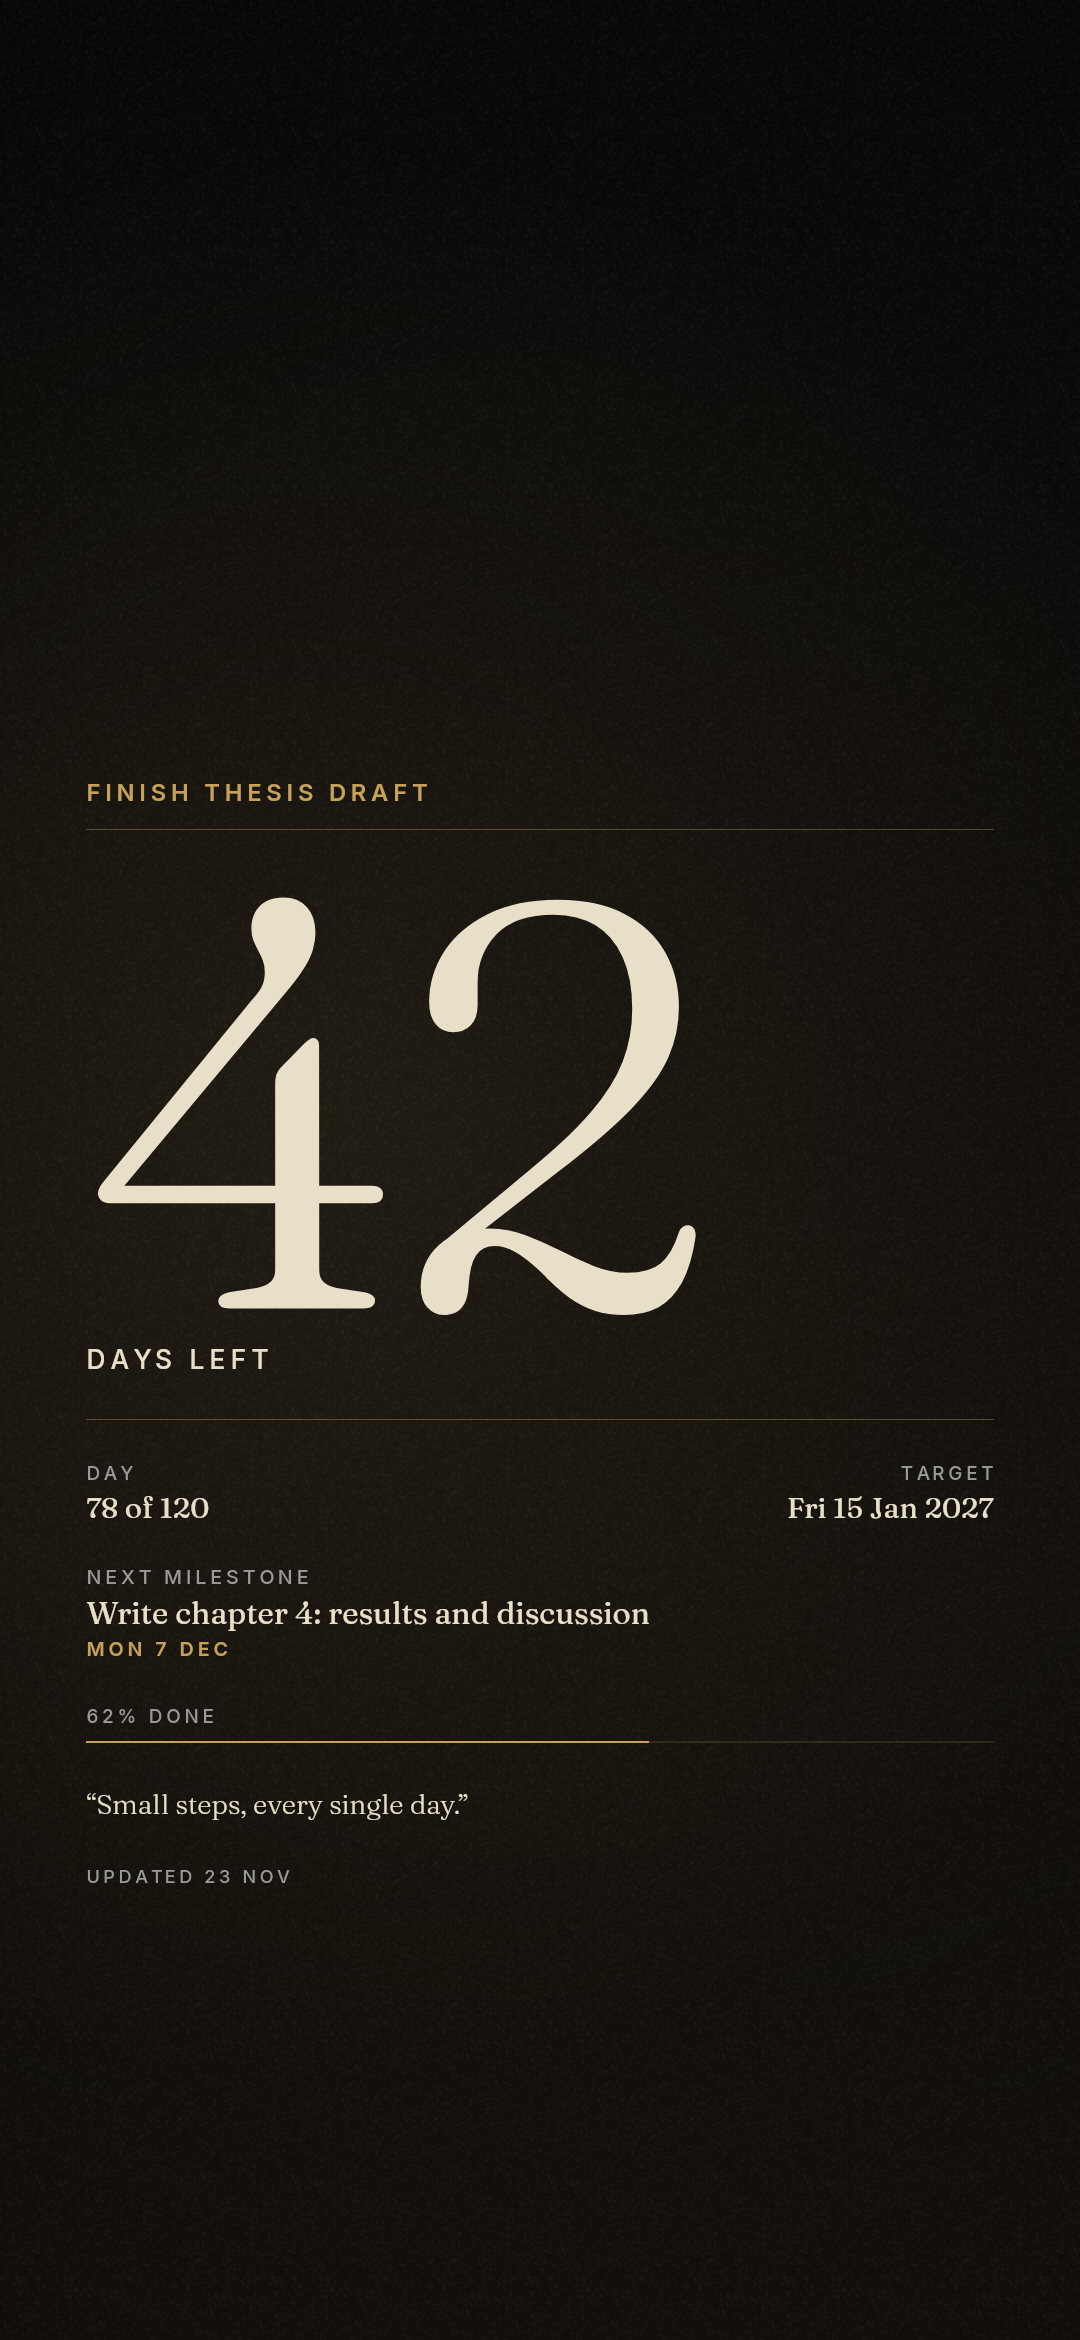 FINISH THESIS DRAFT
42
DAYS LEFT
DAY
TARGET
78 of 120
Fri 15 Jan 2027
NEXT MILESTONE
Write chapter 4: results and discussion
MON 7 DEC
62% DONE
“Small steps, every single day.”
UPDATED 23 NOV